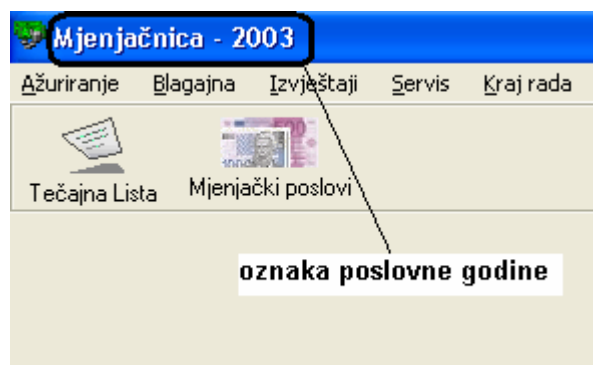 Mjenjačnica - 2003
Ažuriranje Blagajna Izvještaji Servis Kraj rada
Tečajna Lista Mjenjački poslovi
oznaka poslovne godine